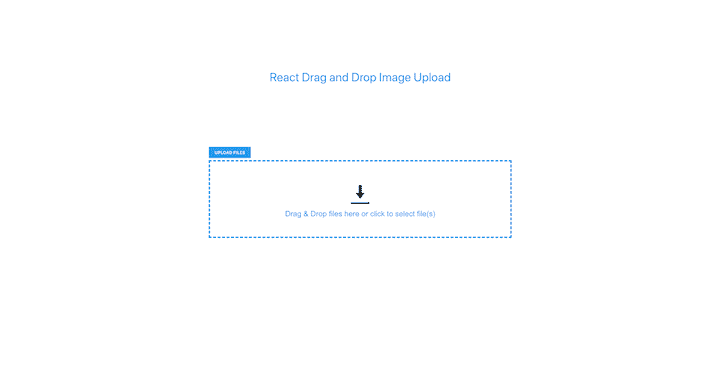 React Drag and Drop Image Upload
UPLOAD FILES
Drag & Drop files here or click to select file(s)